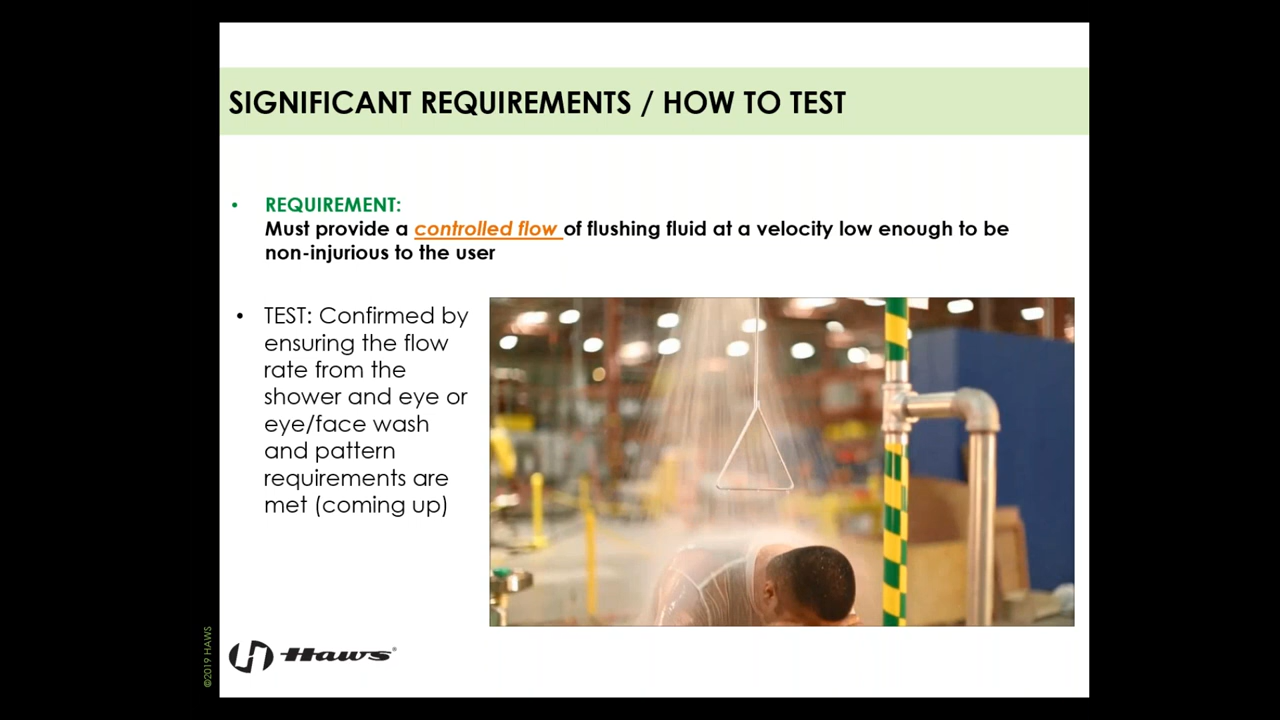 SIGNIFICANT REQUIREMENTS / HOW TO TEST
• REQUIREMENT:
Must provide a controlled flow of flushing fluid at a velocity low enough to be
non-injurious to the user
• TEST: Confirmed by
ensuring the flow
rate from the
shower and eye or
eye/face wash
and pattern
requirements are
met (coming up)
©2019 HAWS
Haws®